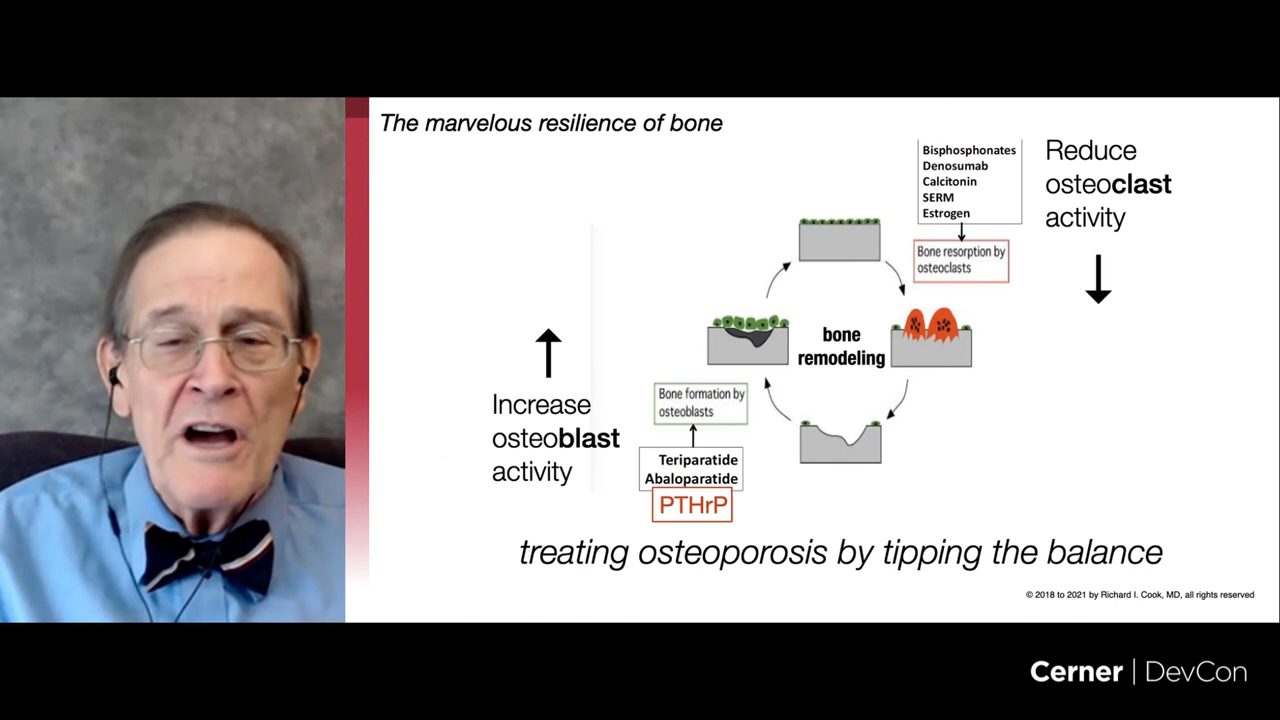 The marvelous resilience of bone
Bisphosphonates
Denosumab
Calcitonin
SERM
Estrogen
Reduce
osteoclast
activity
Bone resorption by
osteoclasts
bone
remodeling
Increase
osteoblast
activity
Bone formation by
osteoblasts
Teriparatide
Abaloparatide
PTHrP
treating osteoporosis by tipping the balance
© 2018 to 2021 by Richard I. Cook, MD, all rights reserved
Cerner | DevCon